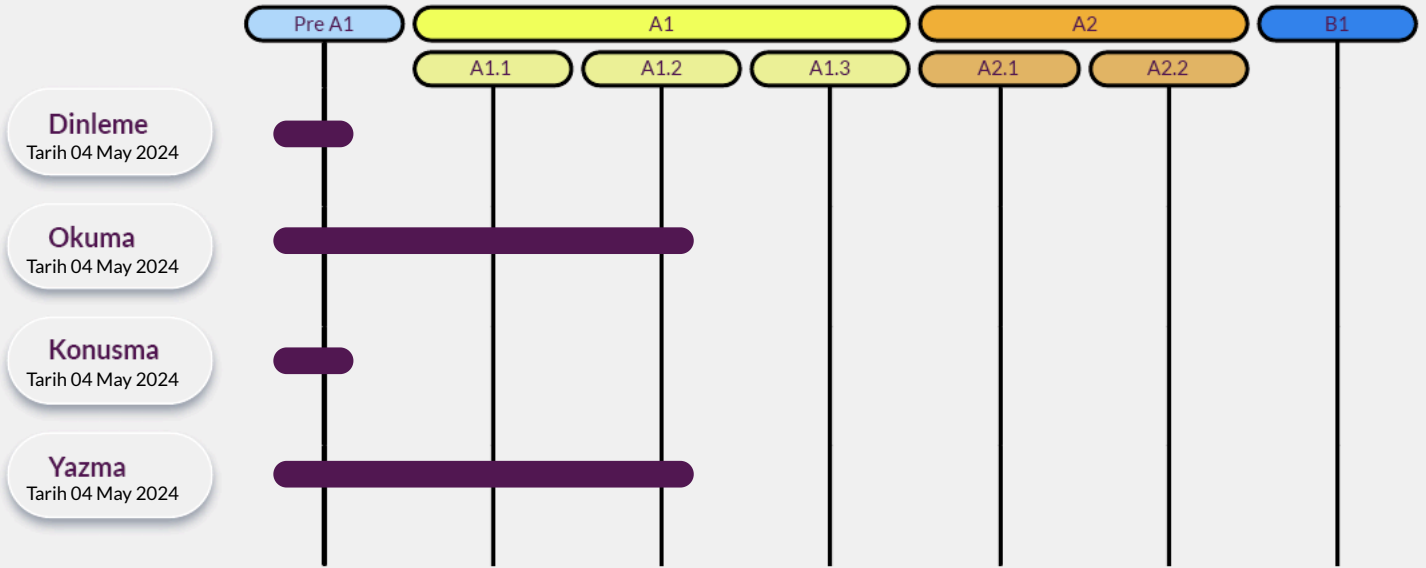 Pre A1
A1
A2
B1
A1.1
A1.2
A1.3
A2.1
A2.2
Dinleme
Tarih 04 May 2024
Okuma
Tarih 04 May 2024
Konusma
Tarih 04 May 2024
Yazma
Tarih 04 May 2024